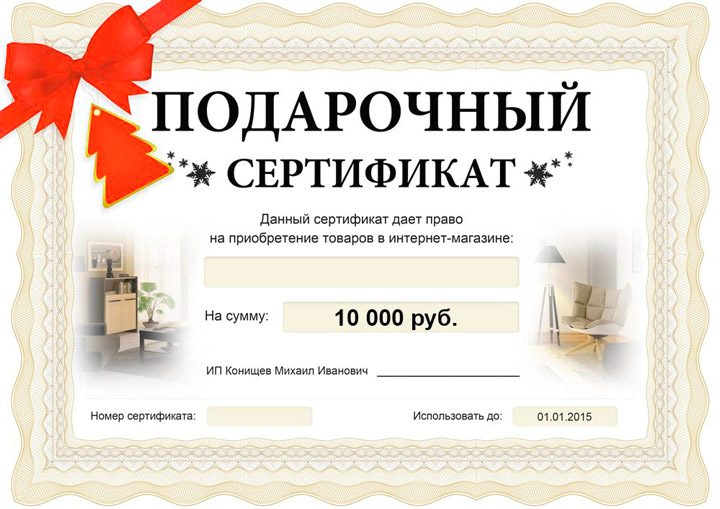 ПОДАРОЧНЫЙ
СЕРТИФИКАТ
Данный сертификат дает право
на приобретение товаров в интернет-магазине:
На сумму: 10 000 руб.
ИП Конищев Михаил Иванович
Номер сертификата: Использовать до: 01.01.2015